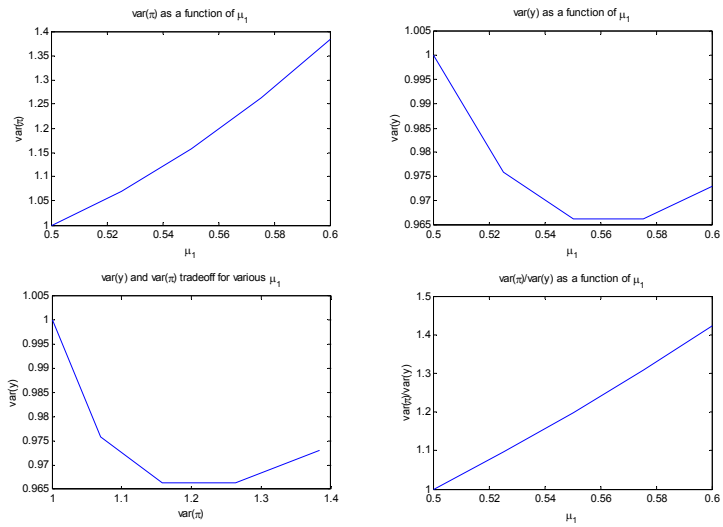 var(π) as a function of μ1
1.4
1.35
1.3
1.25
1.2
1.15
1.1
1.05
1
var(π)
0.5 0.52 0.54 0.56 0.58 0.6
μ1
var(y) as a function of μ1
1.005
1
0.995
0.99
0.985
0.98
0.975
0.97
0.965
var(y)
0.5 0.52 0.54 0.56 0.58 0.6
μ1
var(y) and var(π) tradeoff for various μ1
1.005
1
0.995
0.99
0.985
0.98
0.975
0.97
0.965
var(y)
1 1.1 1.2 1.3 1.4
var(π)
var(π)/var(y) as a function of μ1
1.5
1.4
1.3
1.2
1.1
1
var(π)/var(y)
0.5 0.52 0.54 0.56 0.58 0.6
μ1